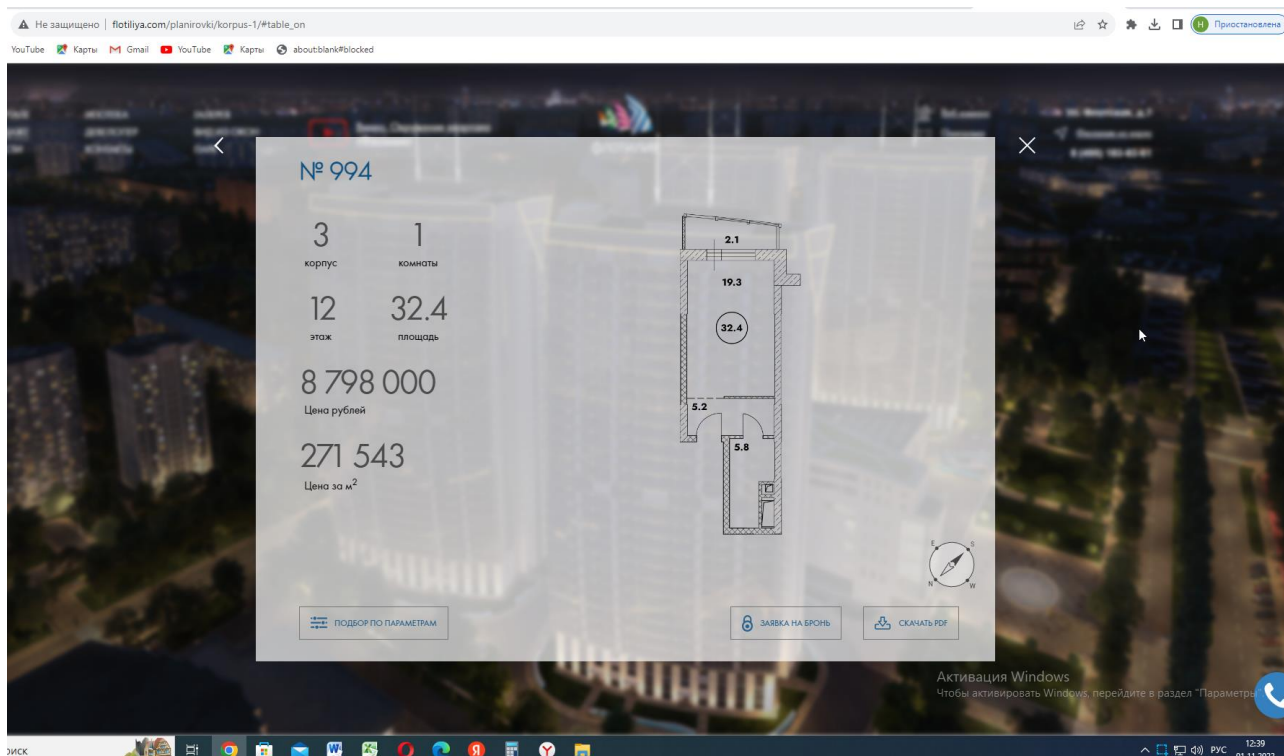 Не защищено | flotiliya.com/planirovki/korpus-1/#table_on
Н Приостановлена
YouTube Карты Gmail YouTube Карты about:blank#blocked
№ 994
3 1
корпус комнаты
12 32.4
этаж площадь
8 798 000
Цена рублей
271 543
Цена за м²
2.1
19.3
32.4
5.2
5.8
E S
N W
ПОДБОР ПО ПАРАМЕТРАМ
ЗАЯВКА НА БРОНЬ
СКАЧАТЬ PDF
Активация Windows
Чтобы активировать Windows, перейдите в раздел "Параметры
РУС 12:39